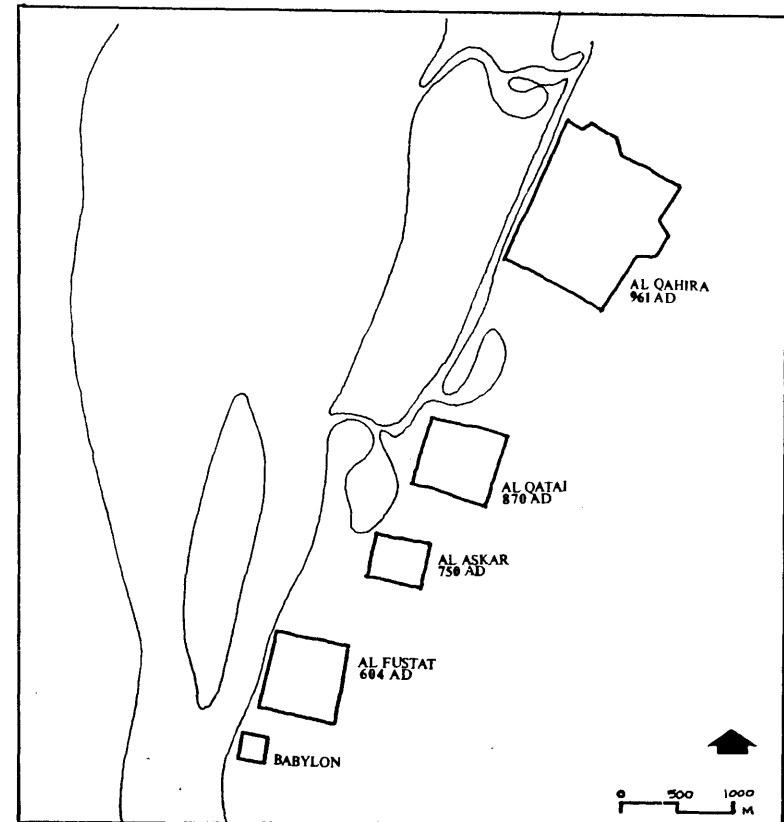 AL QAHIRA
961 AD
AL QATAI
870 AD
AL ASKAR
750 AD
AL FUSTAT
604 AD
BABYLON
0 500 1000
M